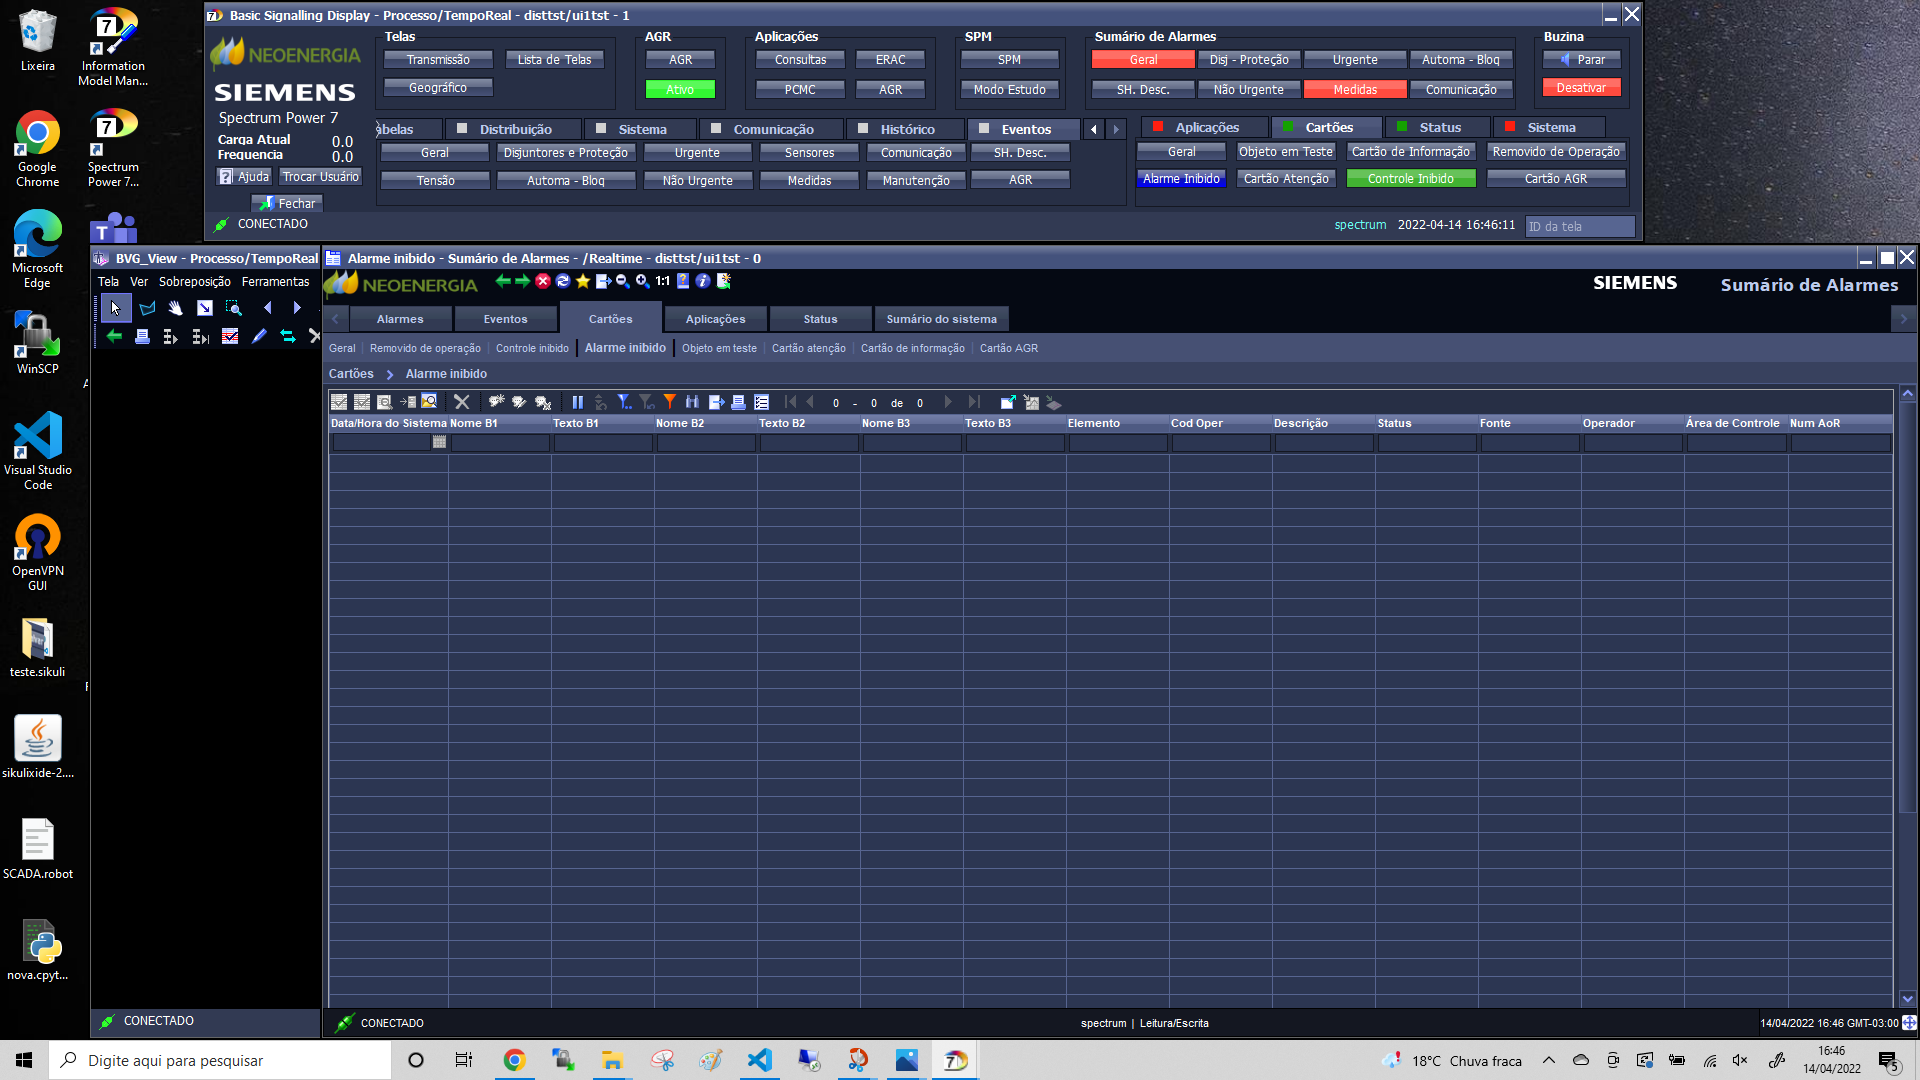 Lixeira
Information
Model Man...
Google
Chrome
Spectrum
Power 7...
Microsoft
Edge
WinSCP
Visual Studio
Code
OpenVPN
GUI
teste.sikuli
sikulixide-2....
SCADA.robot
nova.cpyt...
Basic Signalling Display - Processo/TempoReal - disttst/ui1tst - 1
NEOENERGIA
SIEMENS
Spectrum Power 7
Carga Atual 0.0
Frequencia 0.0
Ajuda Trocar Usuário
Fechar
CONECTADO
Telas
Transmissão Lista de Telas
Geográfico
AGR
AGR
Ativo
Aplicações
Consultas ERAC
PCMC AGR
SPM
SPM
Modo Estudo
Sumário de Alarmes
Geral Disj - Proteção Urgente Automa - Bloq
SH. Desc. Não Urgente Medidas Comunicação
Buzina
Parar
Desativar
abelas Distribuição Sistema Comunicação Histórico Eventos
Geral Disjuntores e Proteção Urgente Sensores Comunicação SH. Desc.
Tensão Automa - Bloq Não Urgente Medidas Manutenção AGR
Aplicações Cartões Status Sistema
Geral Objeto em Teste Cartão de Informação Removido de Operação
Alarme Inibido Cartão Atenção Controle Inibido Cartão AGR
spectrum 2022-04-14 16:46:11 ID da tela
BVG_View - Processo/TempoReal
Tela Ver Sobreposição Ferramentas
CONECTADO
Alarme inibido - Sumário de Alarmes - /Realtime - disttst/ui1tst - 0
NEOENERGIA 1:1 SIEMENS Sumário de Alarmes
Alarmes Eventos Cartões Aplicações Status Sumário do sistema
Geral Removido de operação Controle inibido Alarme inibido Objeto em teste Cartão atenção Cartão de informação Cartão AGR
Cartões Alarme inibido
0 - 0 de 0
Data/Hora do Sistema Nome B1 Texto B1 Nome B2 Texto B2 Nome B3 Texto B3 Elemento Cod Oper Descrição Status Fonte Operador Área de Controle Num AoR
CONECTADO spectrum | Leitura/Escrita 14/04/2022 16:46 GMT-03:00
Digite aqui para pesquisar
18°C Chuva fraca
16:46
14/04/2022
5